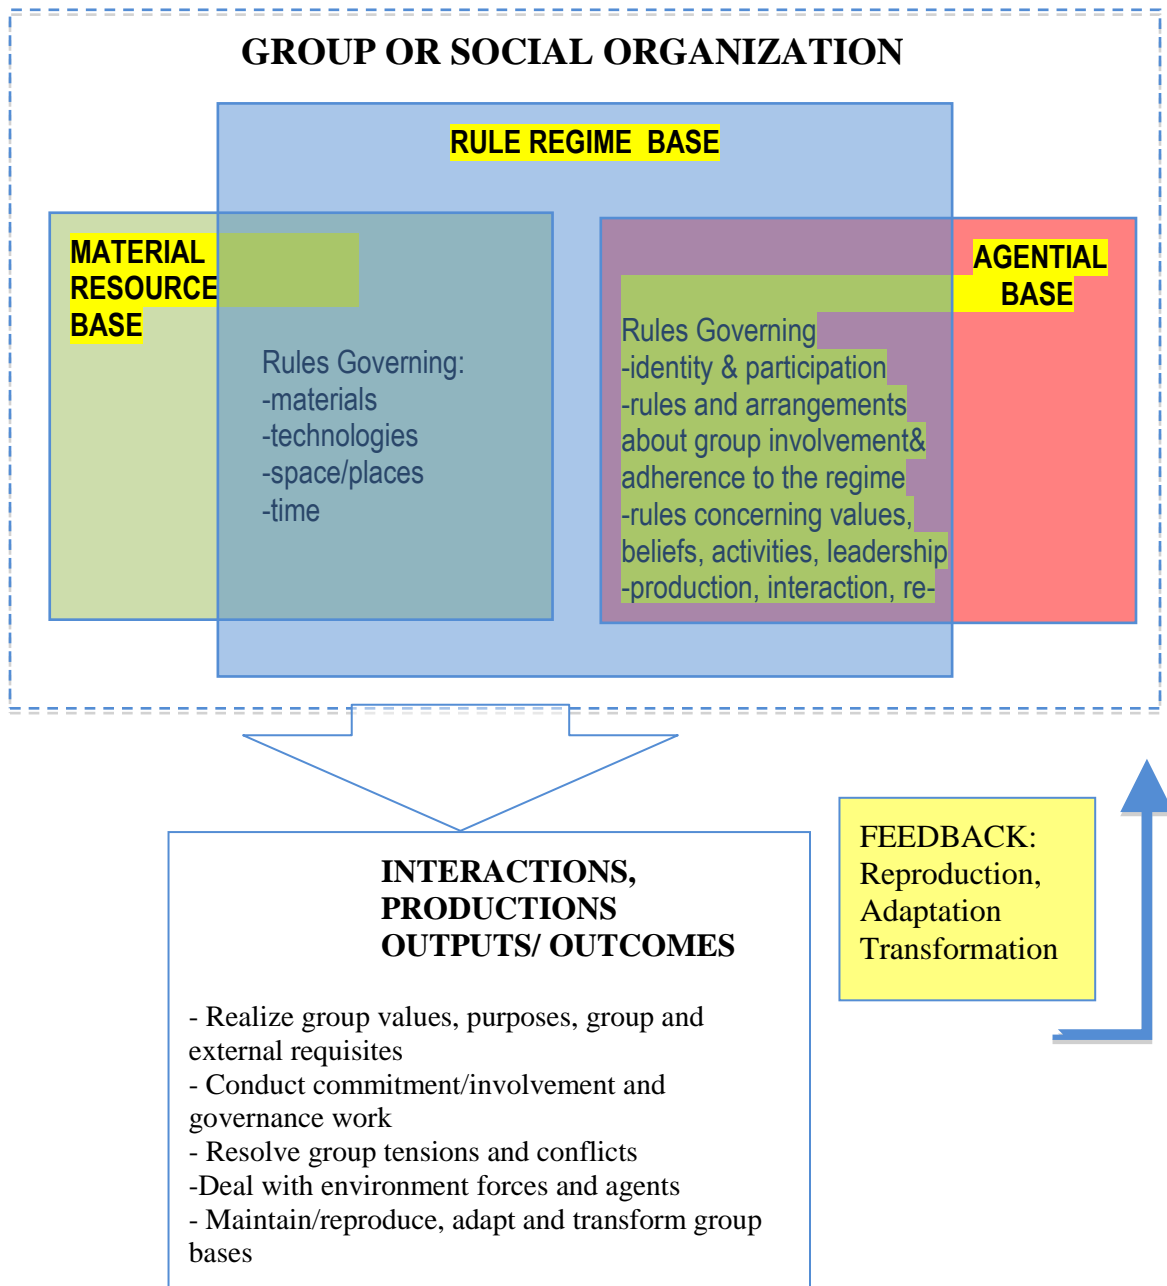 GROUP OR SOCIAL ORGANIZATION
RULE REGIME BASE
MATERIAL
RESOURCE
BASE
Rules Governing:
-materials
-technologies
-space/places
-time
AGENTIAL
BASE
Rules Governing
-identity & participation
-rules and arrangements
about group involvement&
adherence to the regime
-rules concerning values,
beliefs, activities, leadership
-production, interaction, re-
INTERACTIONS,
PRODUCTIONS
OUTPUTS/ OUTCOMES
- Realize group values, purposes, group and
external requisites
- Conduct commitment/involvement and
governance work
- Resolve group tensions and conflicts
-Deal with environment forces and agents
- Maintain/reproduce, adapt and transform group
bases
FEEDBACK:
Reproduction,
Adaptation
Transformation